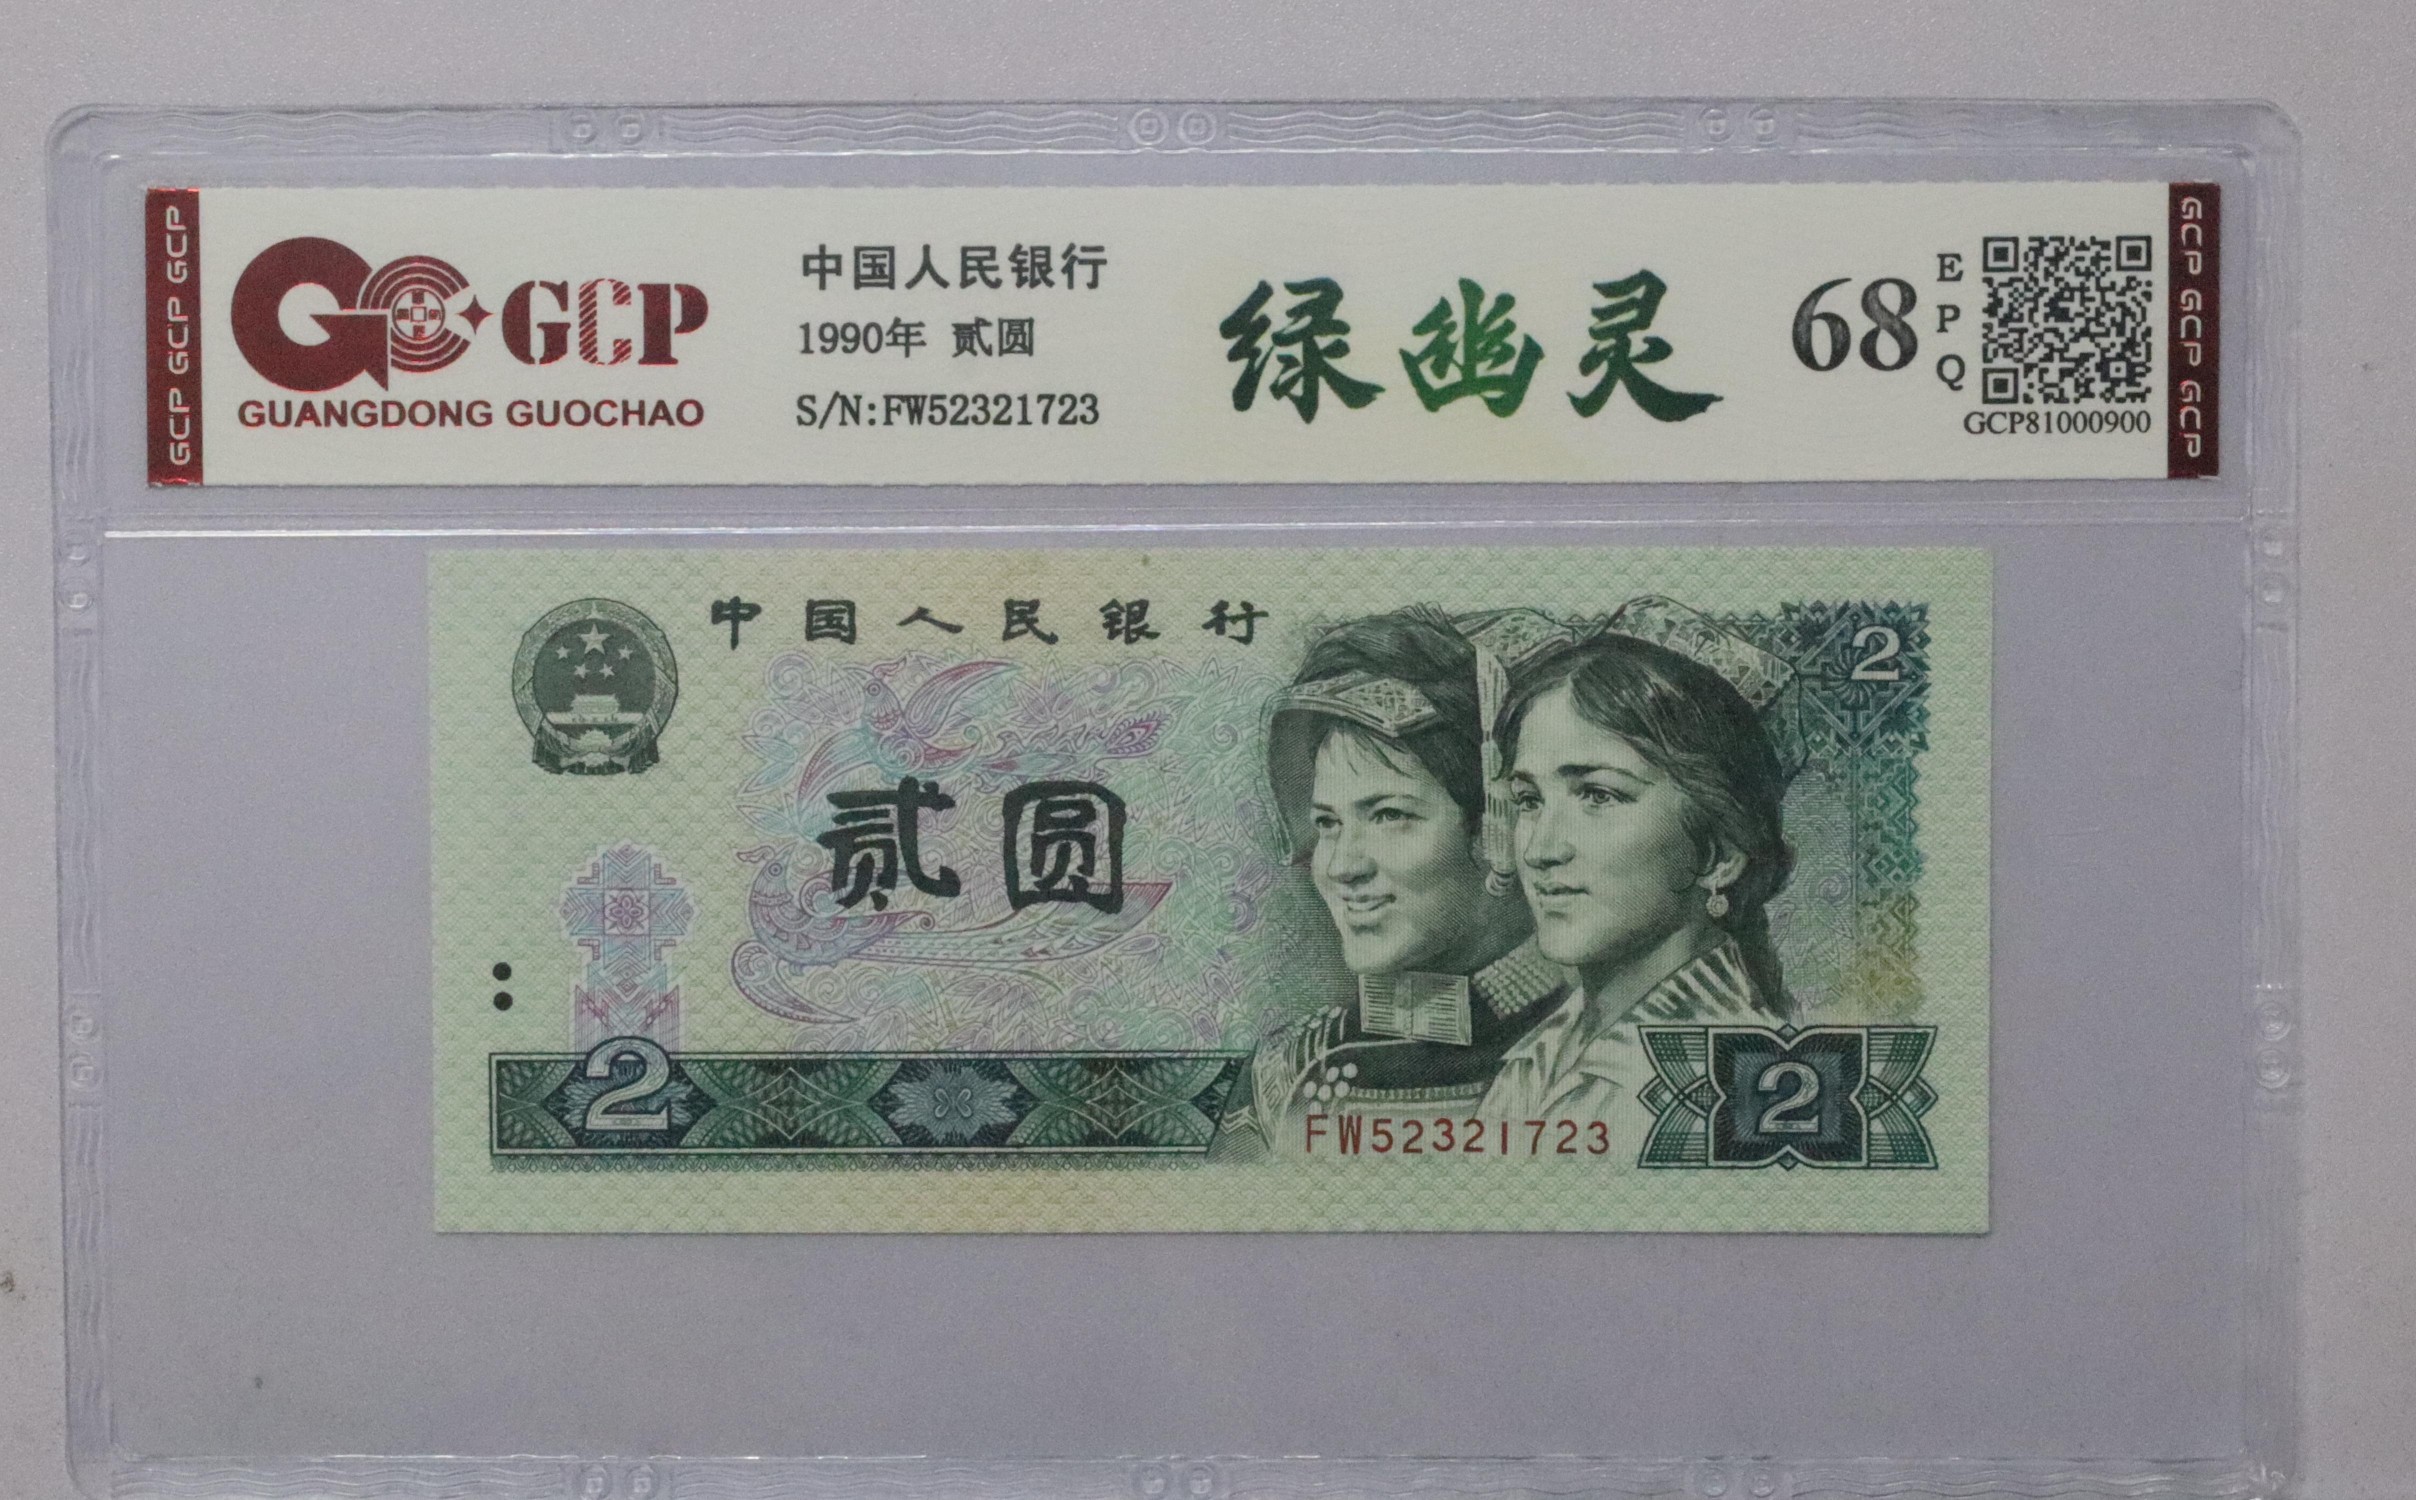 GCP GCP GCP
GCP
GUANGDONG GUOCHAO
中国人民银行
1990年 贰圆
S/N:FW52321723
绿幽灵
68
E
P
Q
GCP81000900
GCP GCP GCP
中国人民银行
2
贰圆
2
FW52321723
2